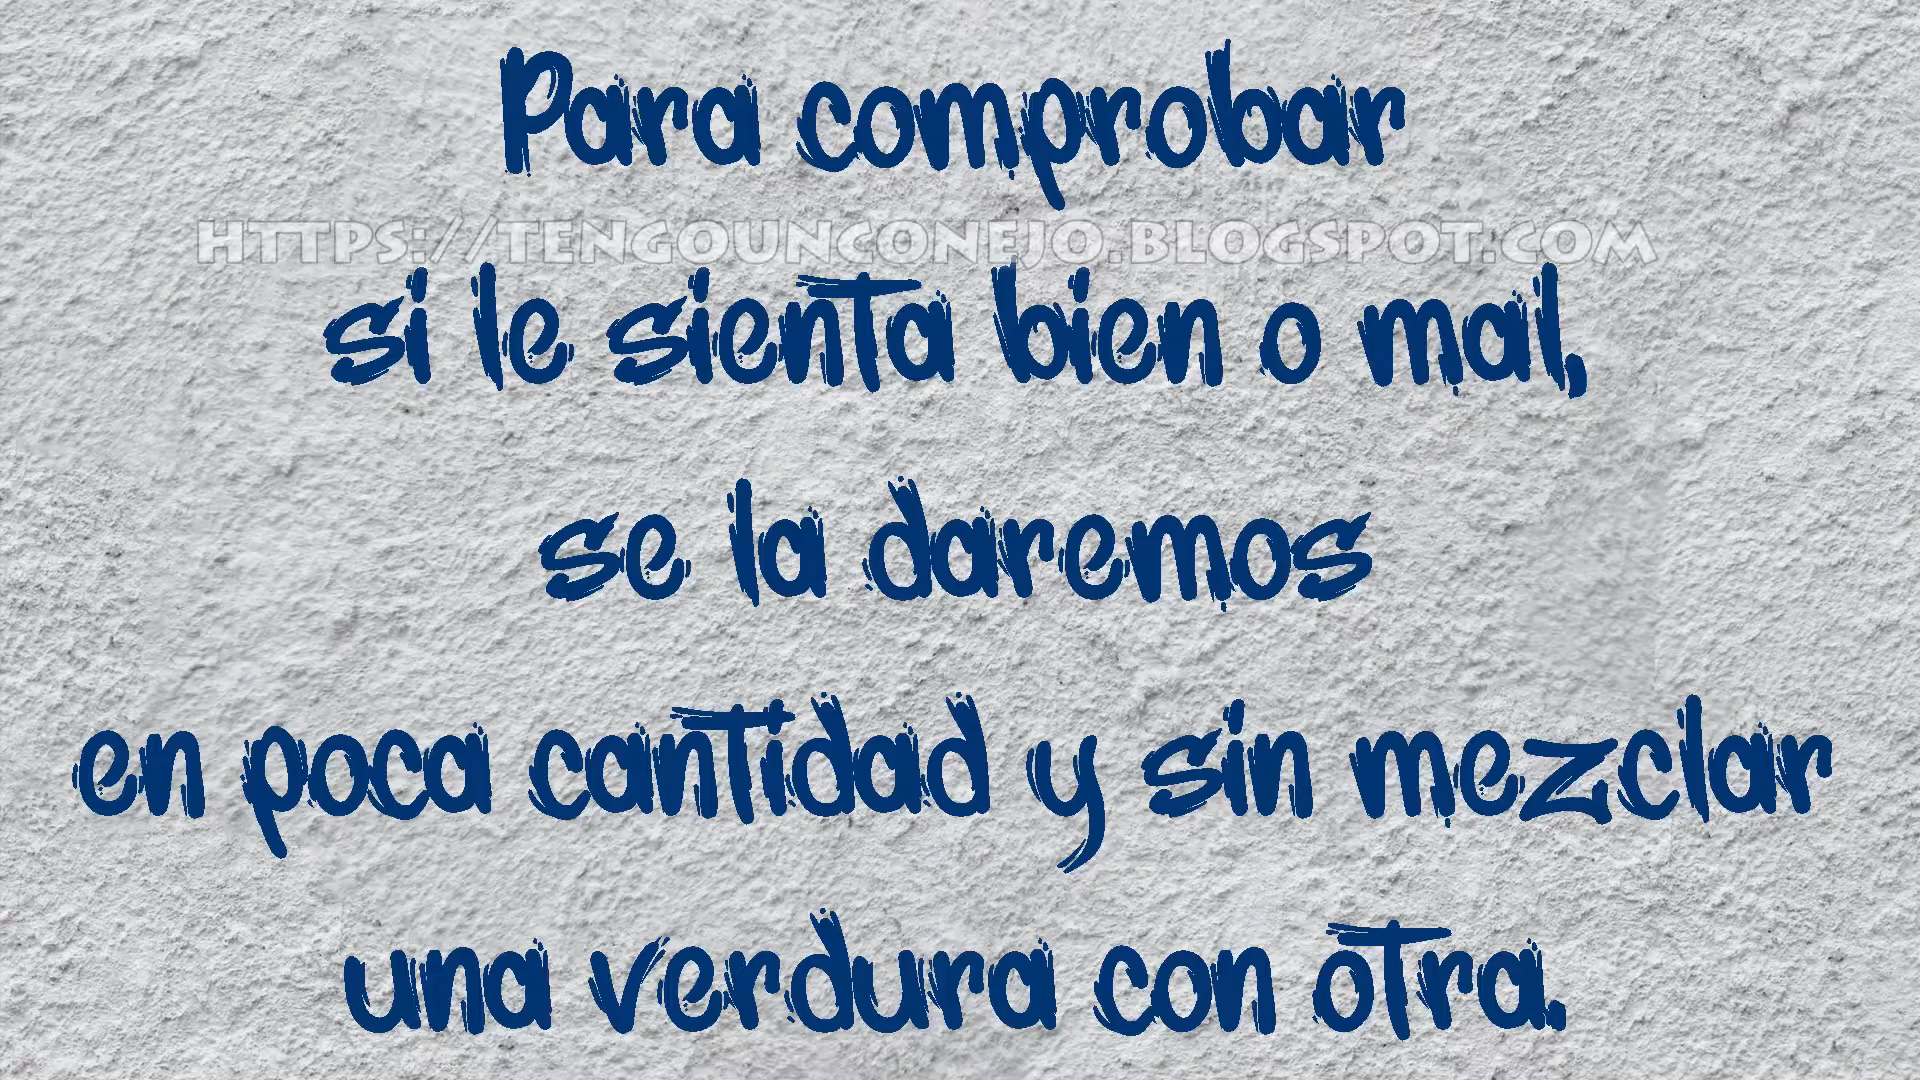 Para comprobar
HTTPS://TENGOUNCONEJO.BLOGSPOT.COM
si le sienta bien o mal,
se la daremos
en poca cantidad y sin mezclar
una verdura con otra.